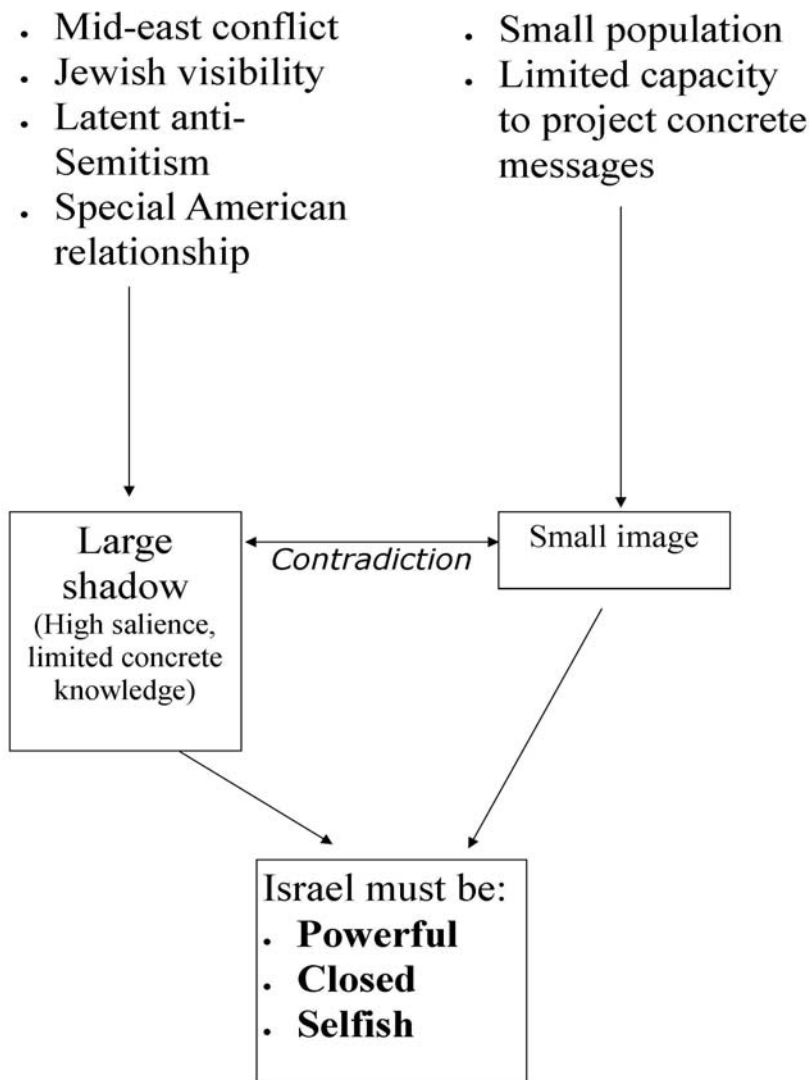 • Mid-east conflict
• Jewish visibility
• Latent anti-
Semitism
• Special American
relationship
• Small population
• Limited capacity
to project concrete
messages
Large
shadow
(High salience,
limited concrete
knowledge)
Contradiction
Small image
Israel must be:
• Powerful
• Closed
• Selfish